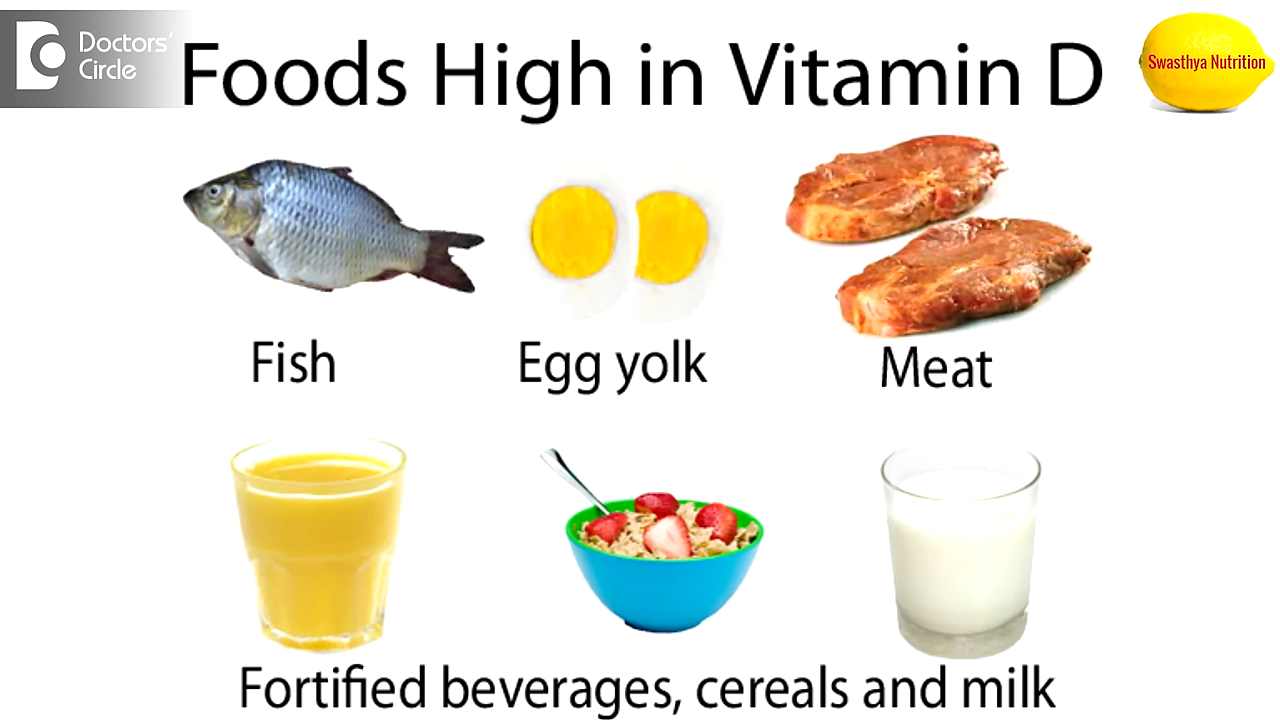 Doctors'
Circle
Foods High in Vitamin D
Swasthya Nutrition
Fish
Egg yolk
Meat
Fortified beverages, cereals and milk